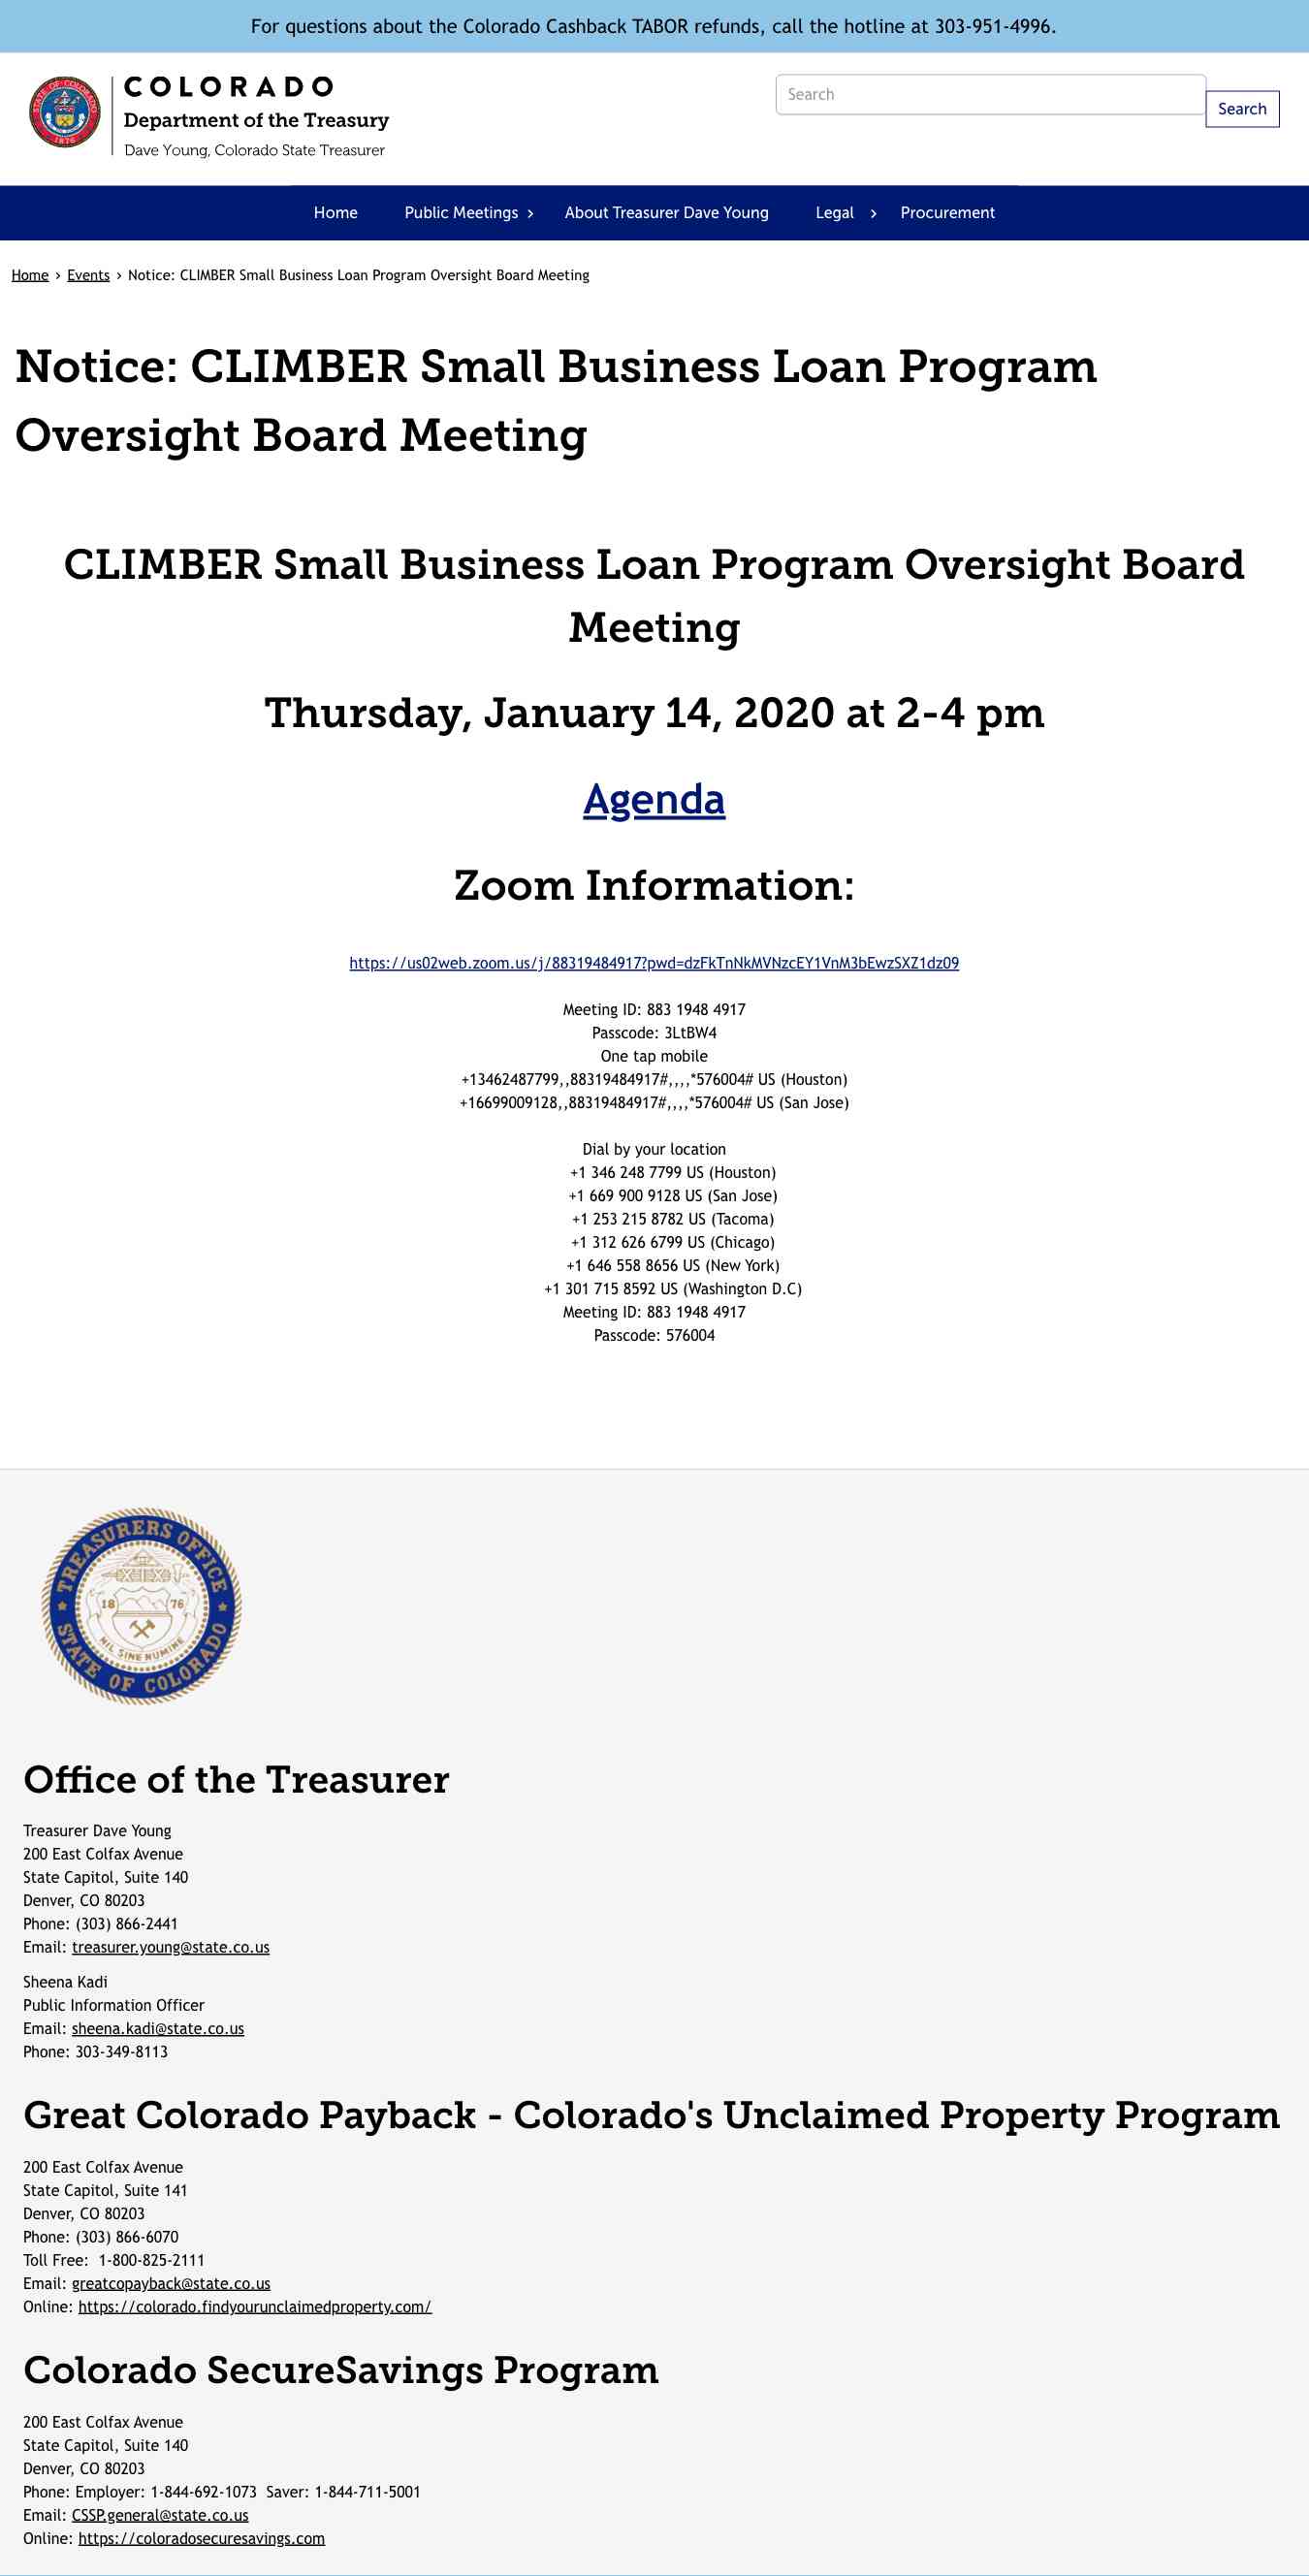 For questions about the Colorado Cashback TABOR refunds, call the hotline at 303-951-4996.
STATE OF COLORADO
1876
COLORADO
Department of the Treasury
Dave Young, Colorado State Treasurer
Search
Search
Home Public Meetings › About Treasurer Dave Young Legal › Procurement
Home › Events › Notice: CLIMBER Small Business Loan Program Oversight Board Meeting
Notice: CLIMBER Small Business Loan Program
Oversight Board Meeting
CLIMBER Small Business Loan Program Oversight Board
Meeting
Thursday, January 14, 2020 at 2-4 pm
Agenda
Zoom Information:
https://us02web.zoom.us/j/88319484917?pwd=dzFkTnNkMVNzcEY1VnM3bEwzSXZ1dz09
Meeting ID: 883 1948 4917
Passcode: 3LtBW4
One tap mobile
+13462487799,,88319484917#,,,,*576004# US (Houston)
+16699009128,,88319484917#,,,,*576004# US (San Jose)
Dial by your location
+1 346 248 7799 US (Houston)
+1 669 900 9128 US (San Jose)
+1 253 215 8782 US (Tacoma)
+1 312 626 6799 US (Chicago)
+1 646 558 8656 US (New York)
+1 301 715 8592 US (Washington D.C)
Meeting ID: 883 1948 4917
Passcode: 576004
TREASURERS OFFICE
18 76
NIL SINE NUMINE
STATE OF COLORADO
Office of the Treasurer
Treasurer Dave Young
200 East Colfax Avenue
State Capitol, Suite 140
Denver, CO 80203
Phone: (303) 866-2441
Email: treasurer.young@state.co.us
Sheena Kadi
Public Information Officer
Email: sheena.kadi@state.co.us
Phone: 303-349-8113
Great Colorado Payback - Colorado's Unclaimed Property Program
200 East Colfax Avenue
State Capitol, Suite 141
Denver, CO 80203
Phone: (303) 866-6070
Toll Free:  1-800-825-2111
Email: greatcopayback@state.co.us
Online: https://colorado.findyourunclaimedproperty.com/
Colorado SecureSavings Program
200 East Colfax Avenue
State Capitol, Suite 140
Denver, CO 80203
Phone: Employer: 1-844-692-1073  Saver: 1-844-711-5001
Email: CSSP.general@state.co.us
Online: https://coloradosecuresavings.com